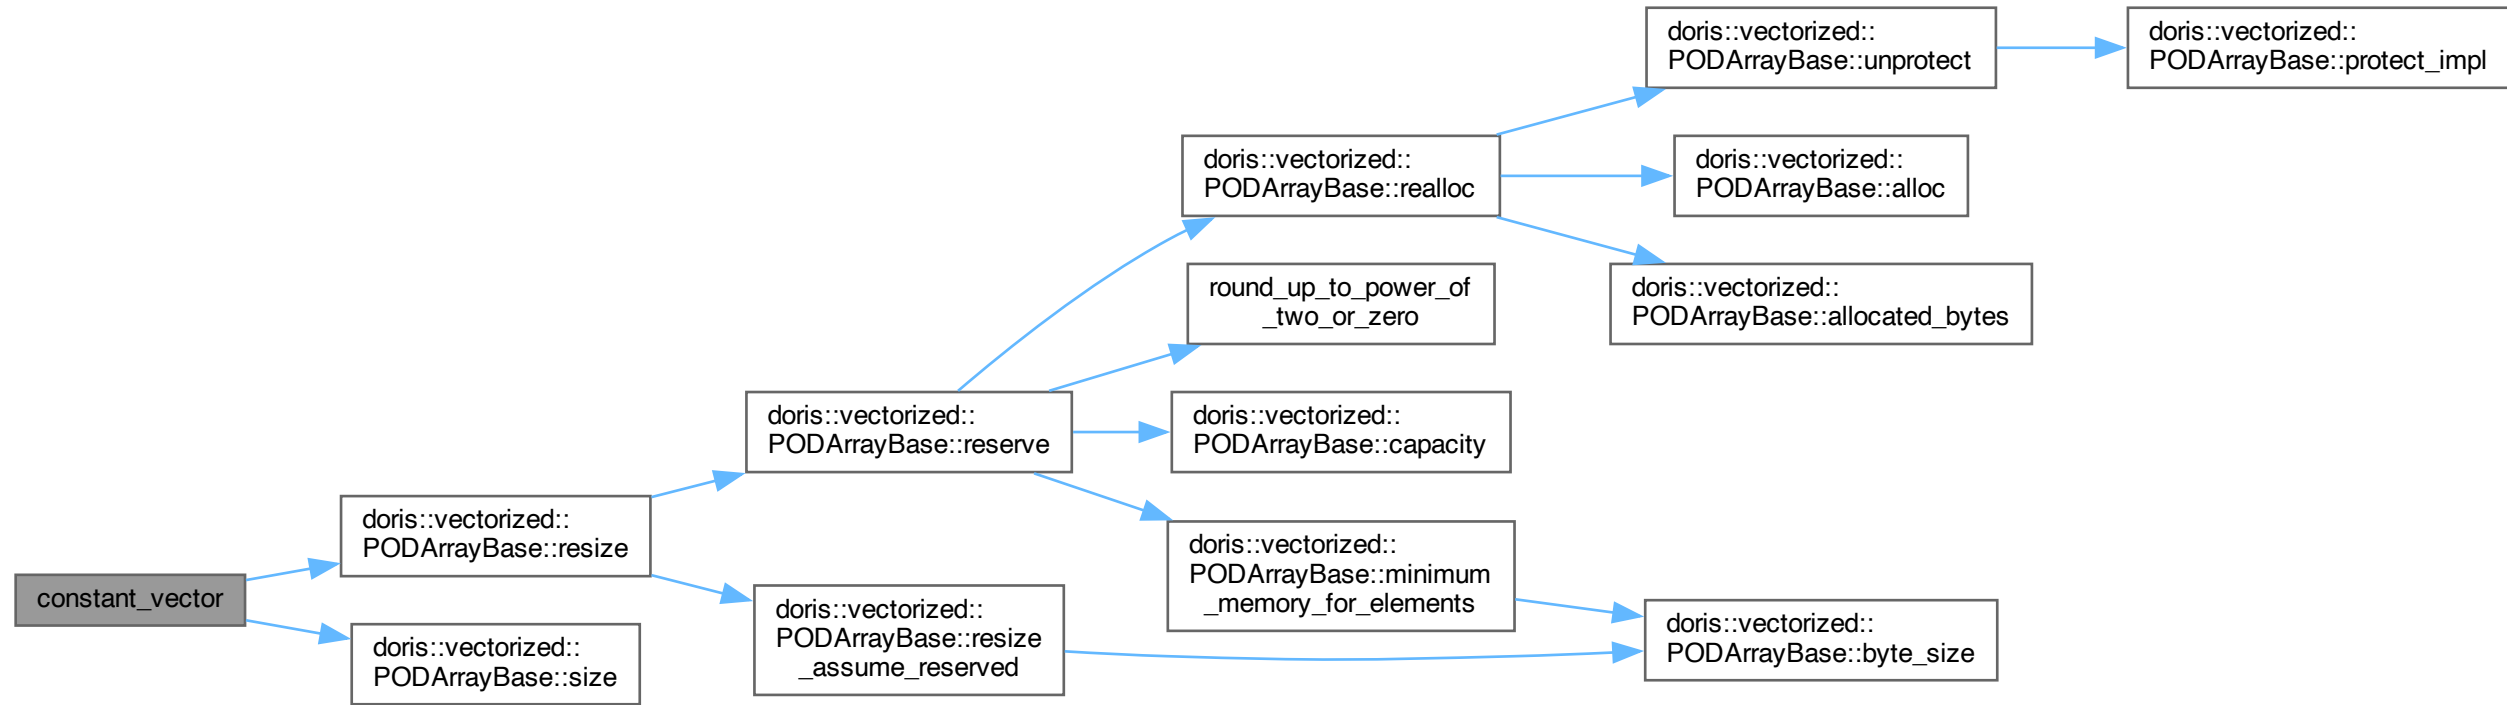 constant_vector
doris::vectorized::
PODArrayBase::resize
doris::vectorized::
PODArrayBase::size
doris::vectorized::
PODArrayBase::reserve
doris::vectorized::
PODArrayBase::resize
_assume_reserved
doris::vectorized::
PODArrayBase::realloc
round_up_to_power_of
_two_or_zero
doris::vectorized::
PODArrayBase::capacity
doris::vectorized::
PODArrayBase::minimum
_memory_for_elements
doris::vectorized::
PODArrayBase::unprotect
doris::vectorized::
PODArrayBase::alloc
doris::vectorized::
PODArrayBase::allocated_bytes
doris::vectorized::
PODArrayBase::byte_size
doris::vectorized::
PODArrayBase::protect_impl